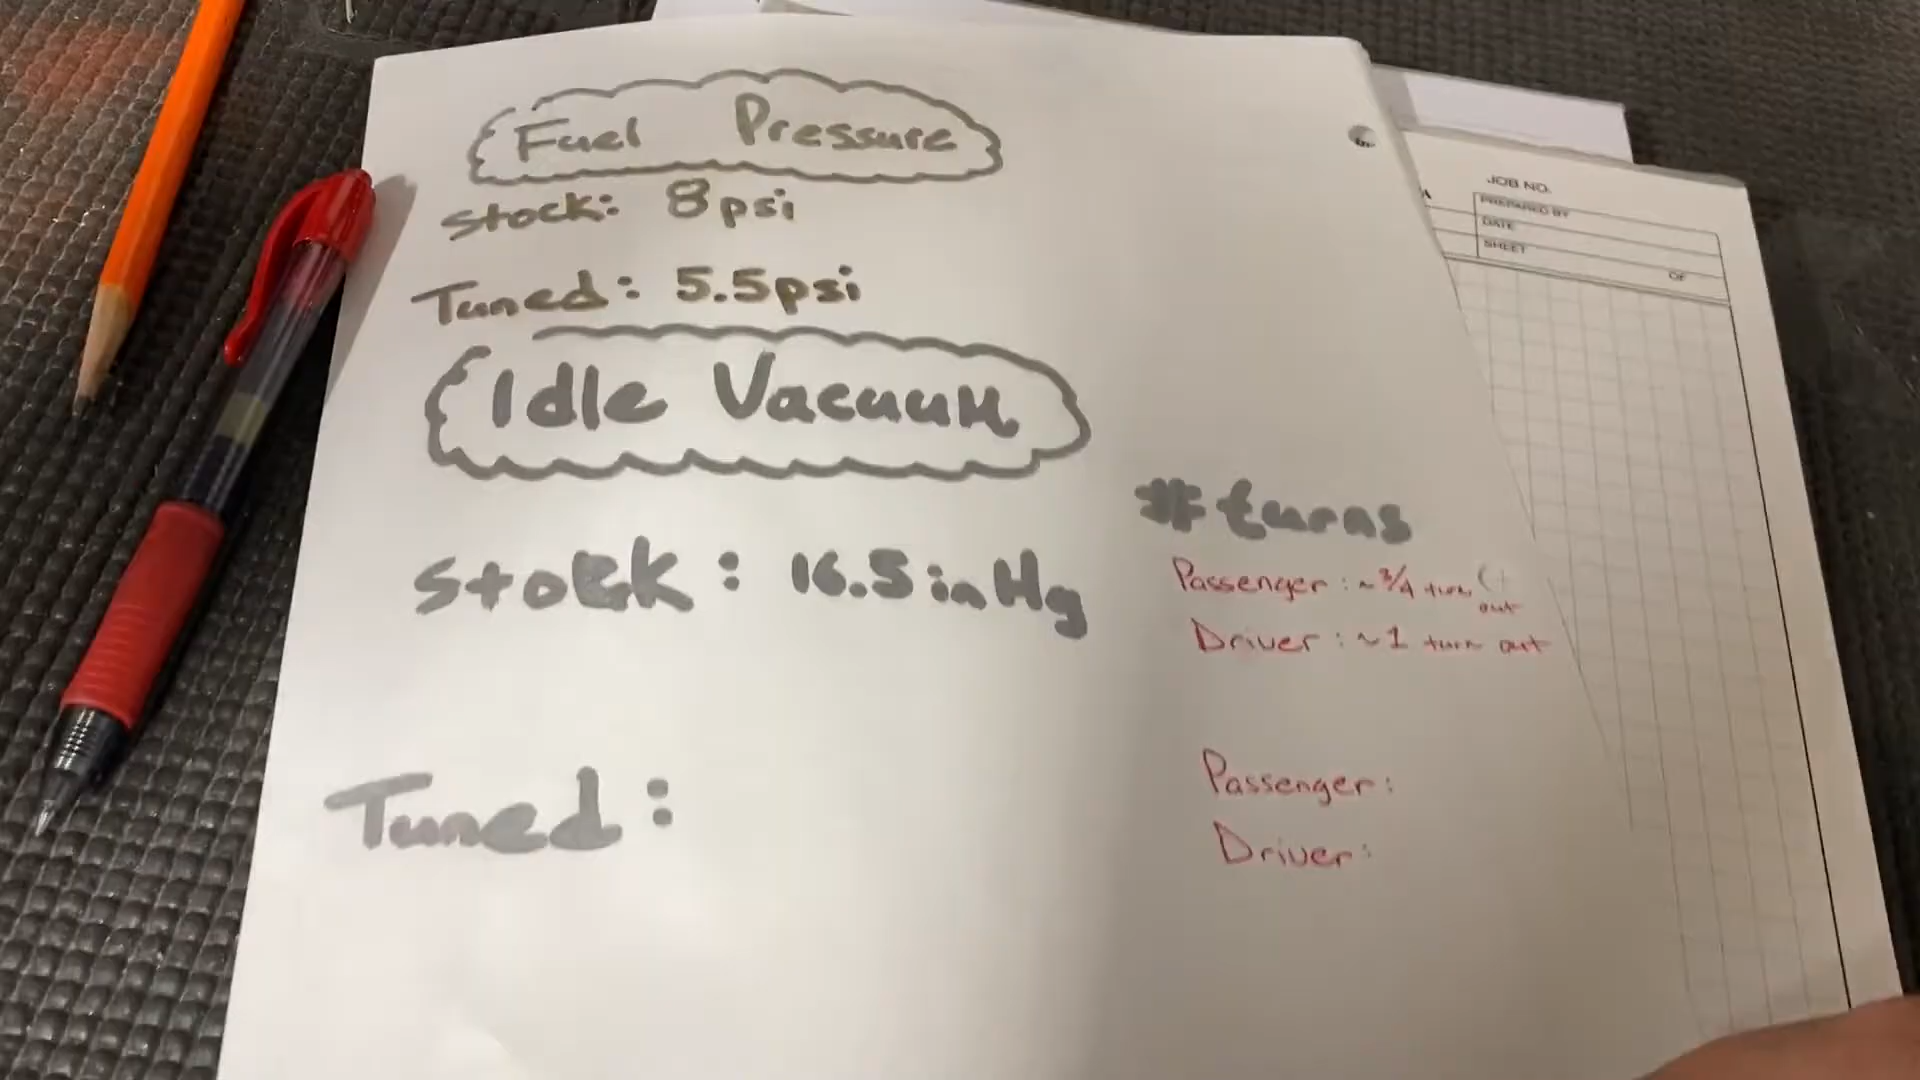 Fuel Pressure
Stock: 8psi
Tuned: 5.5psi
Idle Vacuum
Stock: 16.5 inHg
# turns
Passenger: ~ 3/4 turn out
Driver: ~ 1 turn out
Tuned:
Passenger:
Driver:
JOB NO.
PREPARED BY
DATE
SHEET
OF